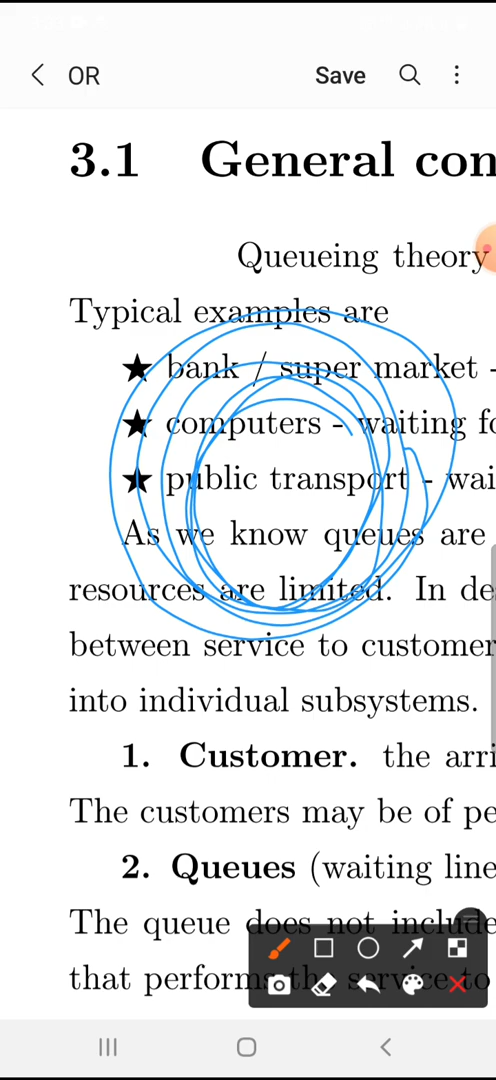 OR
Save
3.1 General con
Queueing theory
Typical examples are
★ bank / super market -
★ computers - waiting fo
★ public transport - wai
As we know queues are
resources are limited. In de
between service to customer
into individual subsystems.
1. Customer. the arri
The customers may be of pe
2. Queues (waiting line
The queue does not include
that performs the service to